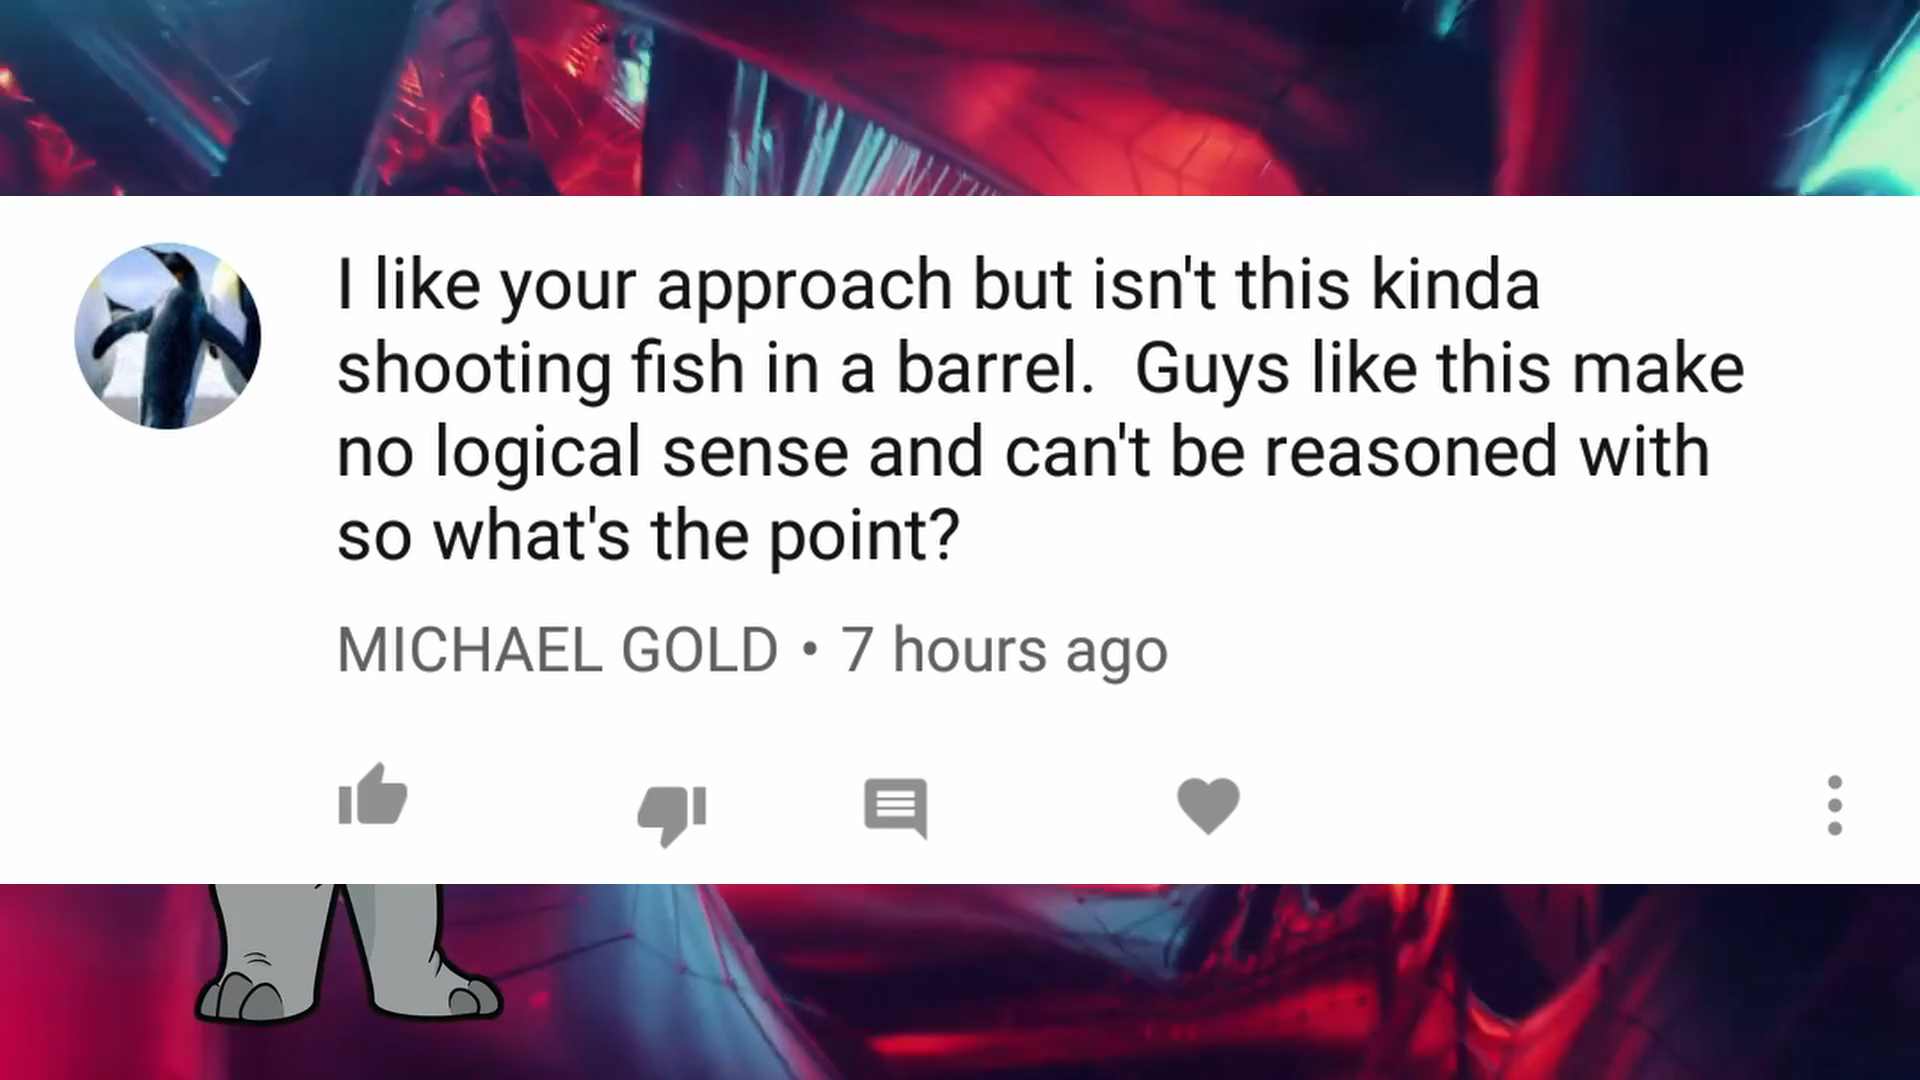 I like your approach but isn't this kinda
shooting fish in a barrel.  Guys like this make
no logical sense and can't be reasoned with
so what's the point?
MICHAEL GOLD • 7 hours ago